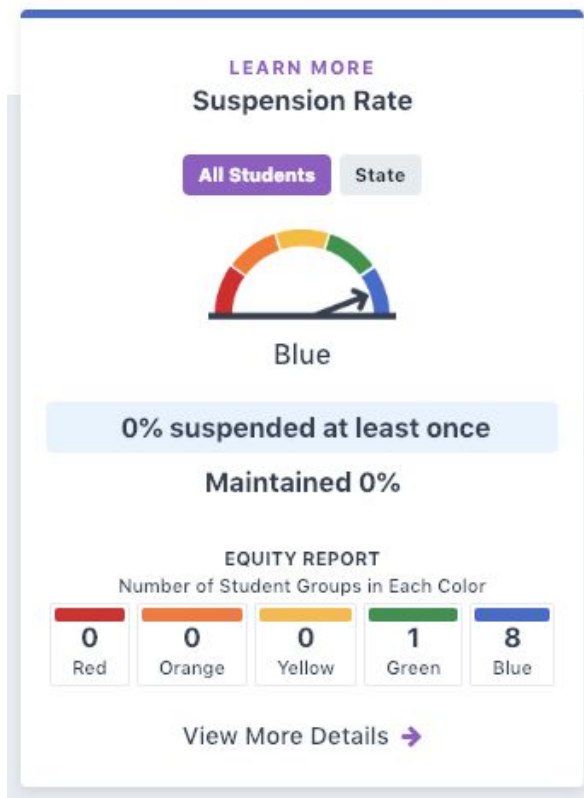 LEARN MORE
Suspension Rate
All Students State
Blue
0% suspended at least once
Maintained 0%
EQUITY REPORT
Number of Student Groups in Each Color
0 0 0 1 8
Red Orange Yellow Green Blue
View More Details